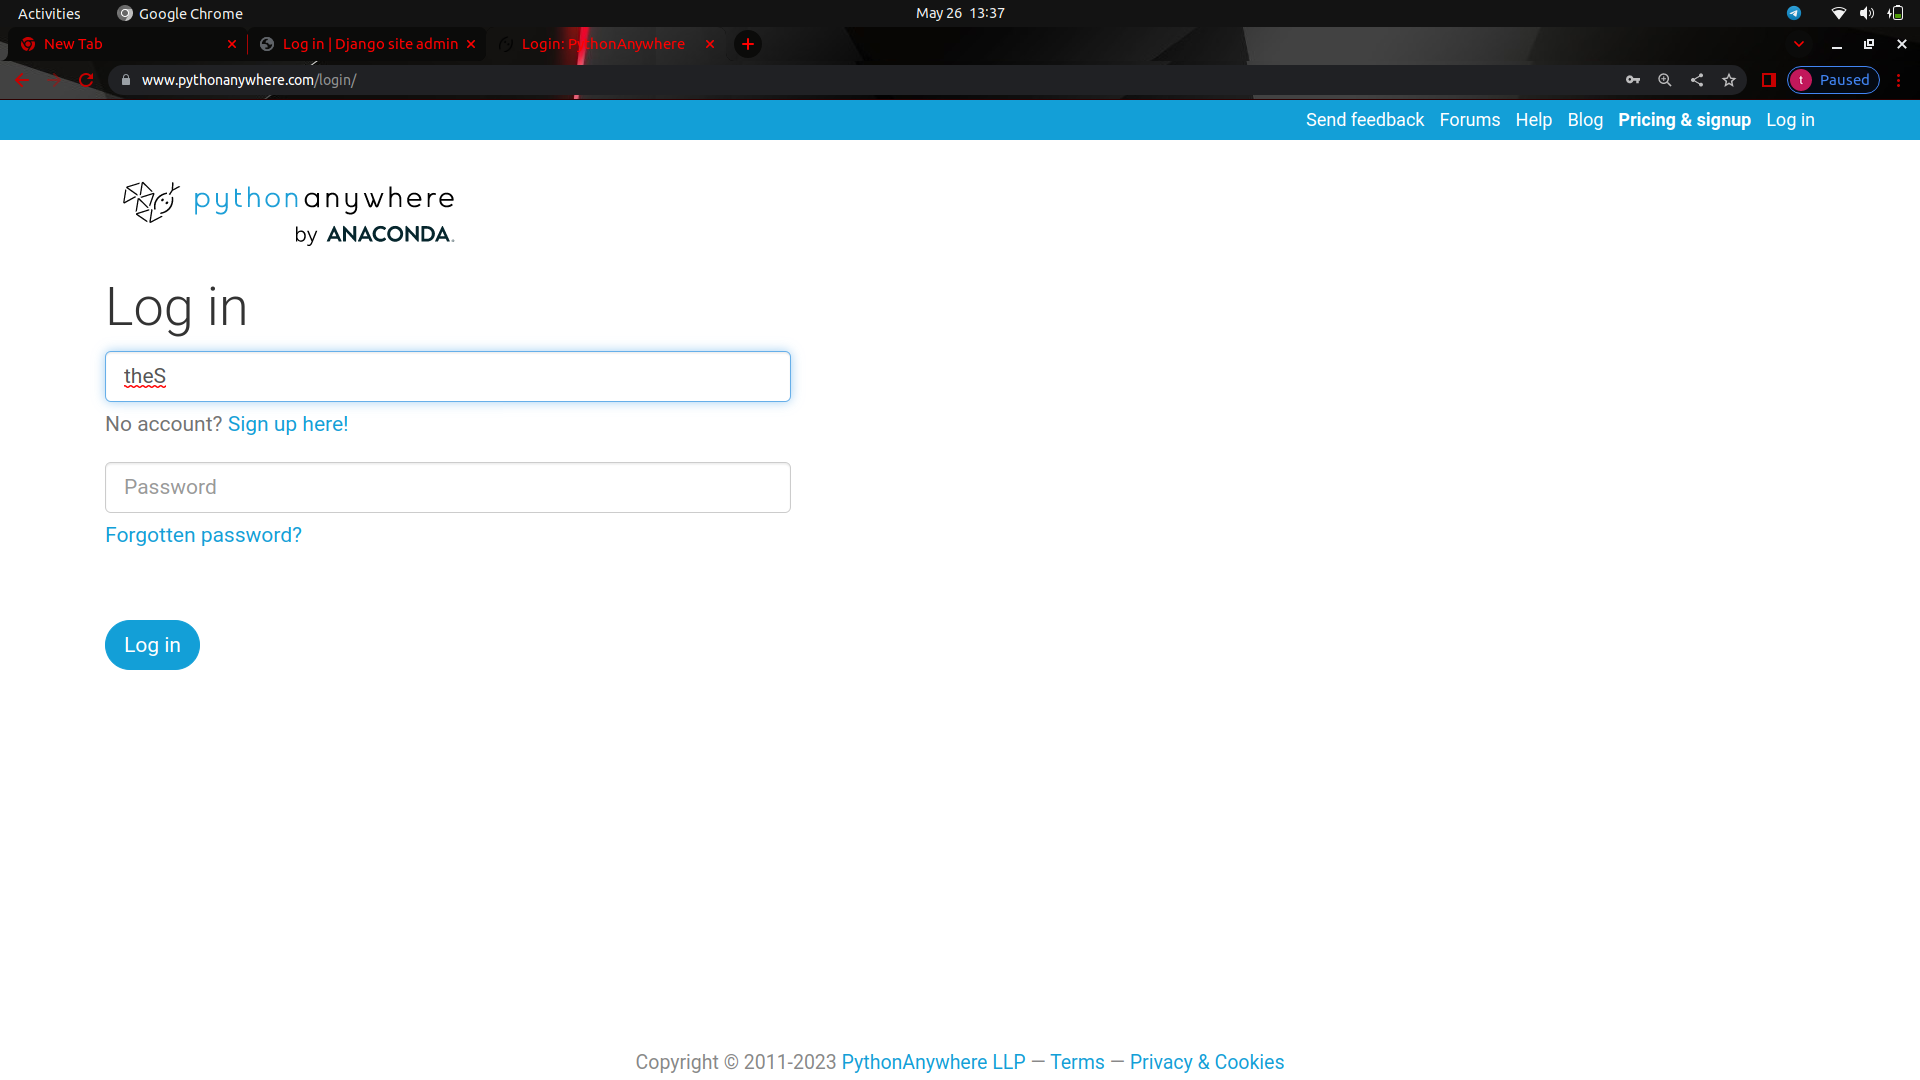 Activities Google Chrome May 26 13:37
New Tab Log in | Django site admin Login: PythonAnywhere
www.pythonanywhere.com/login/ t Paused
Send feedback Forums Help Blog Pricing & signup Log in
pythonanywhere
by ANACONDA.
Log in
theS
No account? Sign up here!
Password
Forgotten password?
Log in
Copyright © 2011-2023 PythonAnywhere LLP — Terms — Privacy & Cookies